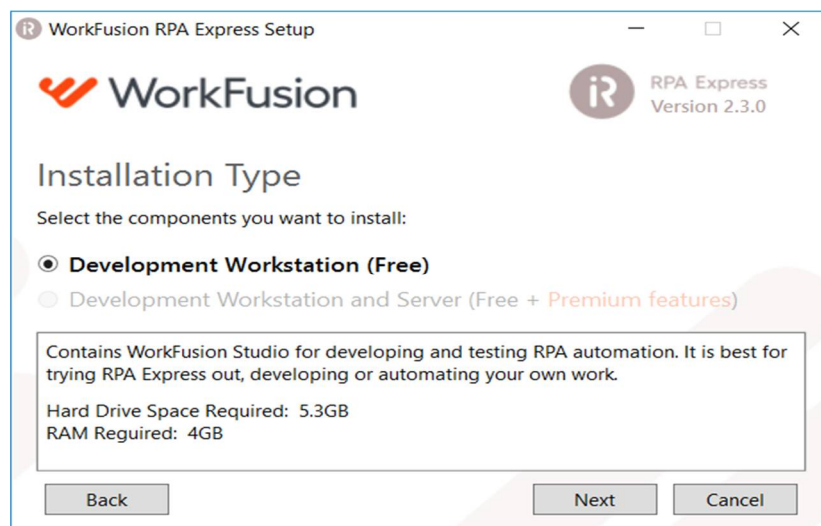 WorkFusion RPA Express Setup
WorkFusion
RPA Express
Version 2.3.0
Installation Type
Select the components you want to install:
Development Workstation (Free)
Development Workstation and Server (Free + Premium features)
Contains WorkFusion Studio for developing and testing RPA automation. It is best for
trying RPA Express out, developing or automating your own work.
Hard Drive Space Required: 5.3GB
RAM Reguired: 4GB
Back
Next
Cancel